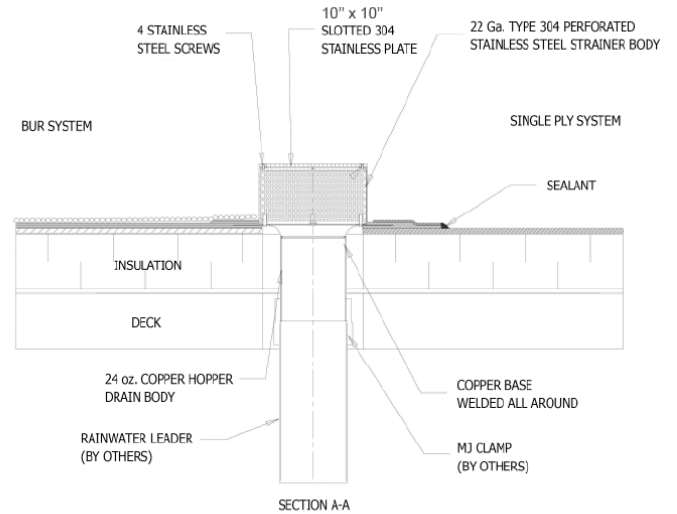 10” x 10”
4 STAINLESS
STEEL SCREWS
SLOTTED 304
STAINLESS PLATE
22 Ga. TYPE 304 PERFORATED
STAINLESS STEEL STRAINER BODY
BUR SYSTEM
SINGLE PLY SYSTEM
SEALANT
INSULATION
DECK
24 oz. COPPER HOPPER
DRAIN BODY
COPPER BASE
WELDED ALL AROUND
RAINWATER LEADER
(BY OTHERS)
MJ CLAMP
(BY OTHERS)
SECTION A-A